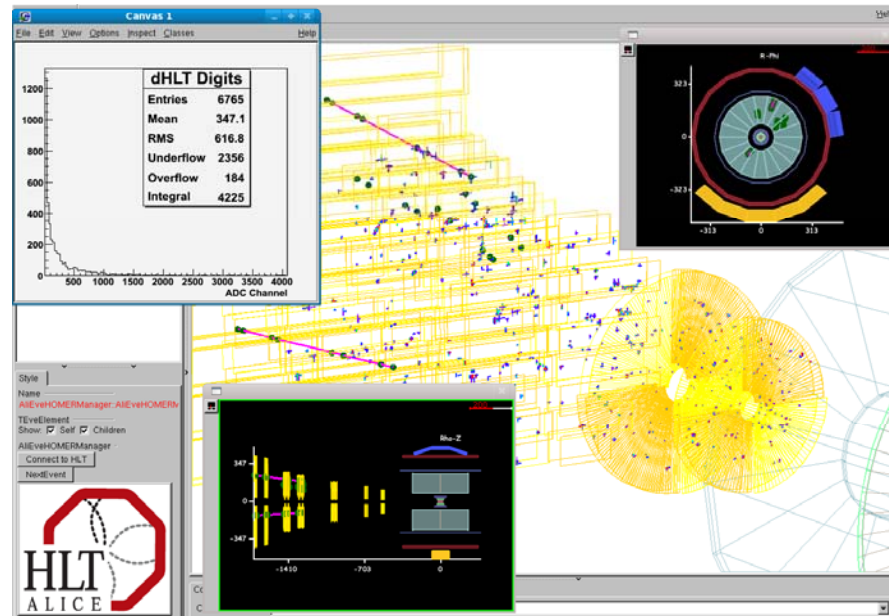 Canvas 1
File Edit View Options Inspect Classes Help
dHLT Digits
Entries 6765
Mean 347.1
RMS 616.8
Underflow 2356
Overflow 184
Integral 4225
1200
1000
800
600
400
200
0
500 1000 1500 2000 2500 3000 3500 4000
ADC Channel
R-Phi
323
0
-323
-313 0 313
Style
Name
AliEveHOMERManager: AliEveHOMERM
TEveElement
Show: Self Children
AliEveHOMERManager
Connect to HLT
NextEvent
HLT
ALICE
Rho-Z
347
0
-347
-1410 -703 0